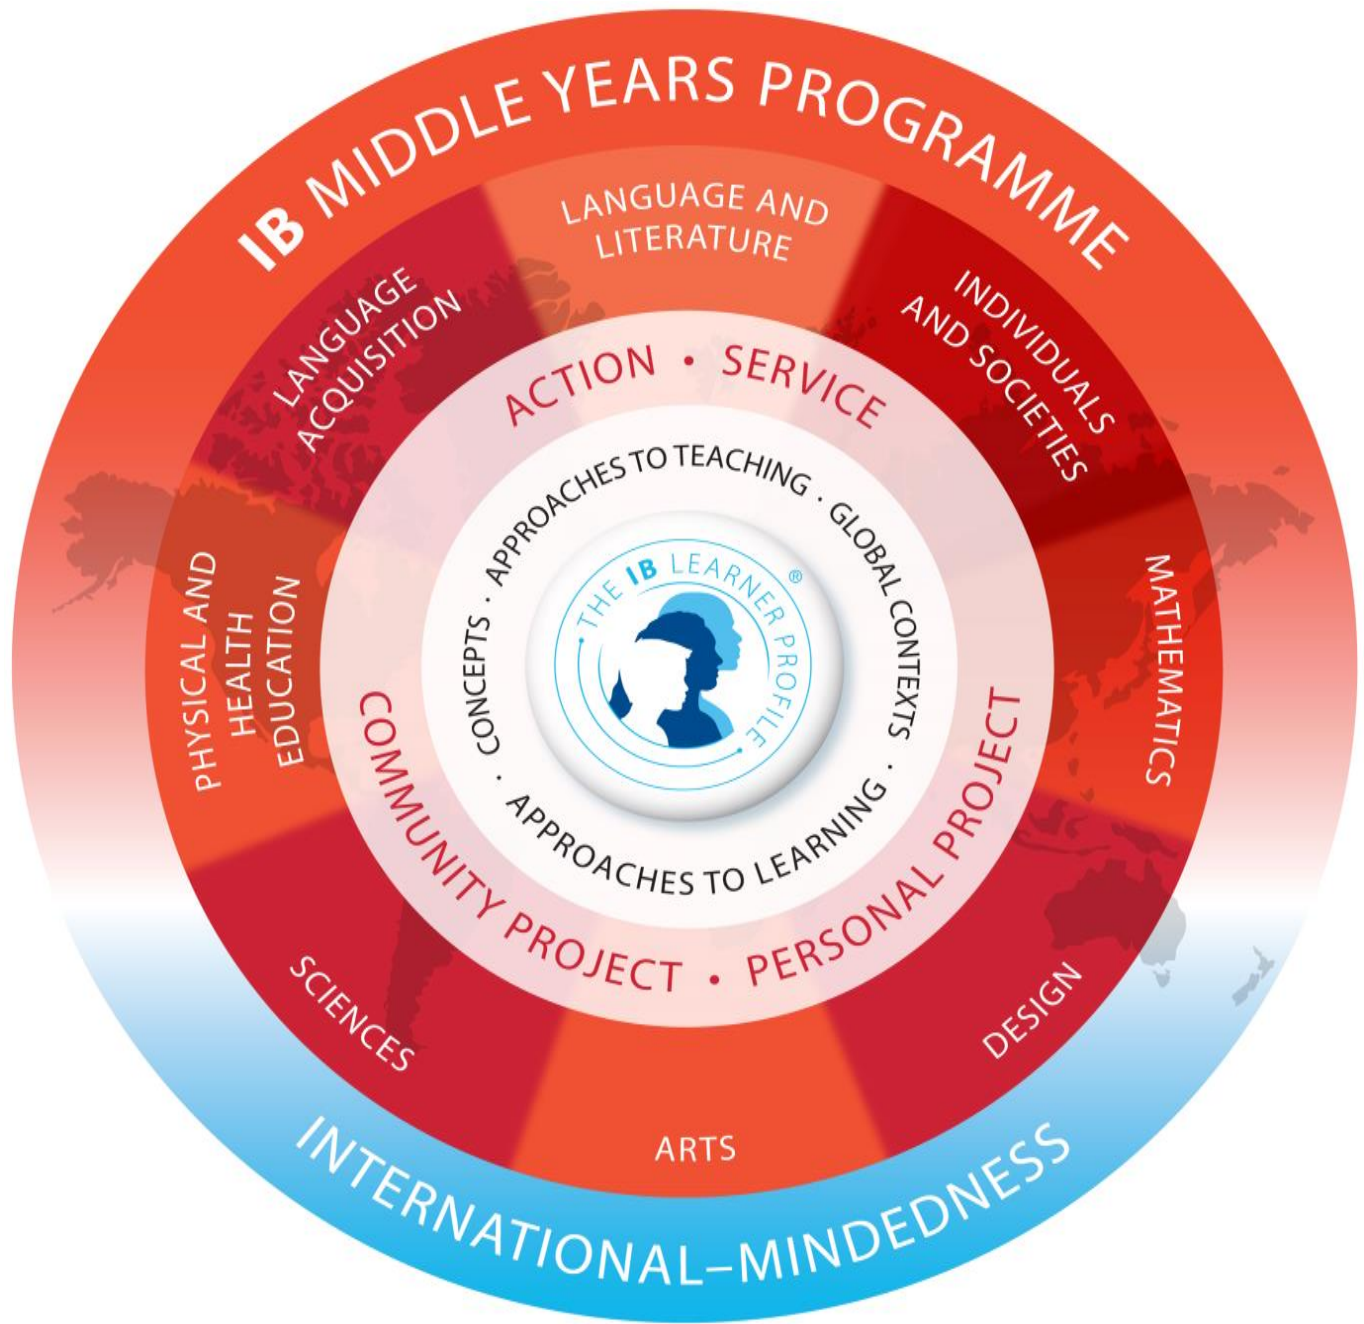 IB MIDDLE YEARS PROGRAMME
LANGUAGE AND
LITERATURE
INDIVIDUALS
AND SOCIETIES
MATHEMATICS
DESIGN
ARTS
SCIENCES
PHYSICAL AND
HEALTH
EDUCATION
LANGUAGE
ACQUISITION
ACTION • SERVICE
PERSONAL PROJECT •
COMMUNITY PROJECT
APPROACHES TO TEACHING ·
GLOBAL CONTEXTS ·
APPROACHES TO LEARNING ·
CONCEPTS ·
• THE IB LEARNER PROFILE • ®
INTERNATIONAL–MINDEDNESS